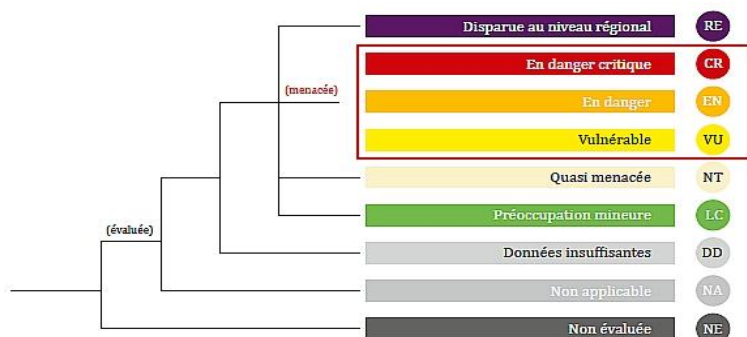 Disparue au niveau régional RE
En danger critique CR
(menacée)
En danger EN
Vulnérable VU
Quasi menacée NT
Préoccupation mineure LC
(évaluée)
Données insuffisantes DD
Non applicable NA
Non évaluée NE